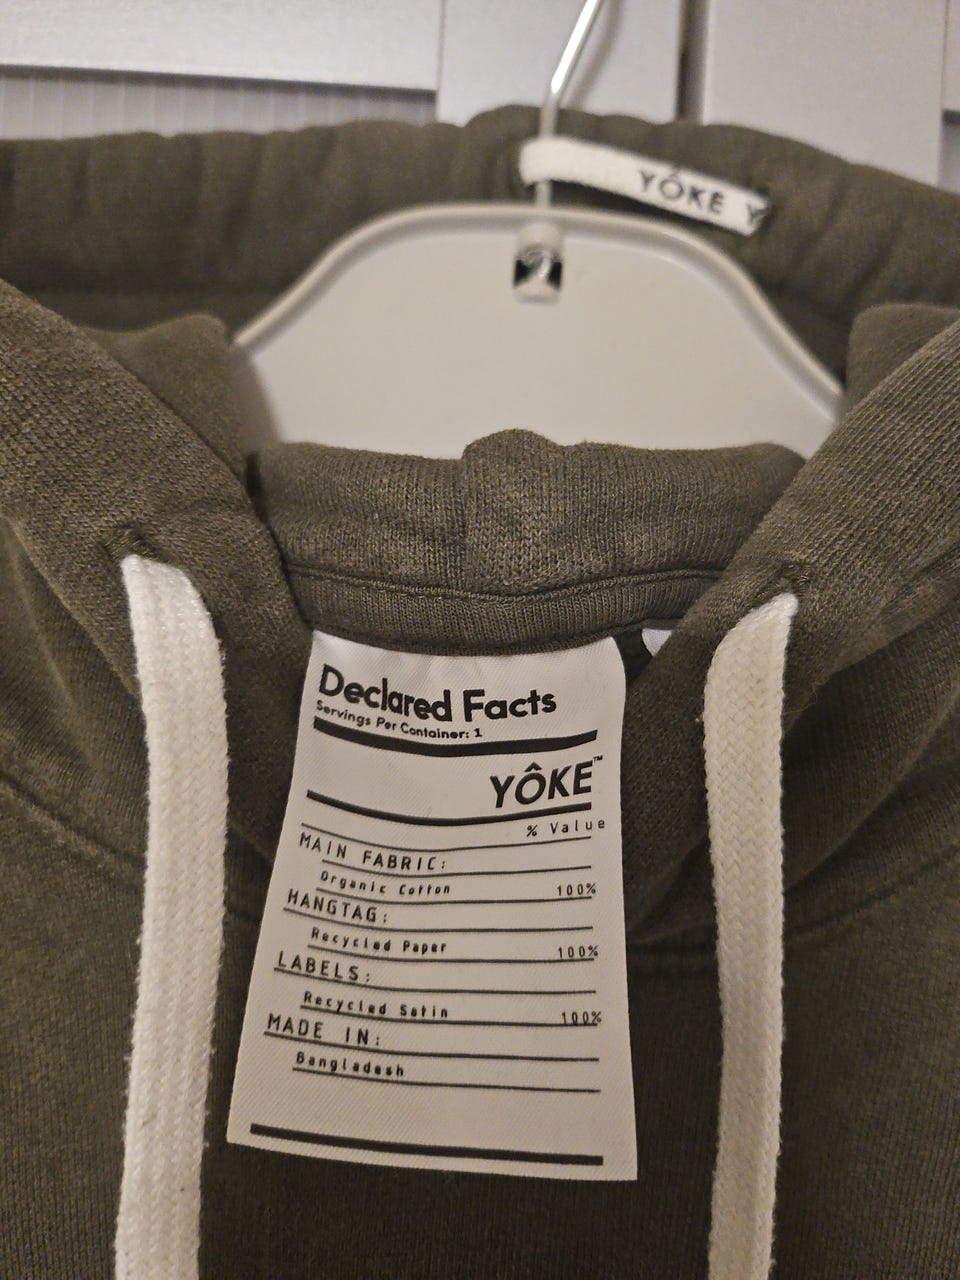 YÔKE Y
Declared Facts
Servings Per Container: 1
YÔKE™
% Value
MAIN FABRIC:
Organic Cotton 100%
HANGTAG:
Recycled Paper 100%
LABELS:
Recycled Satin 100%
MADE IN:
Bangladesh